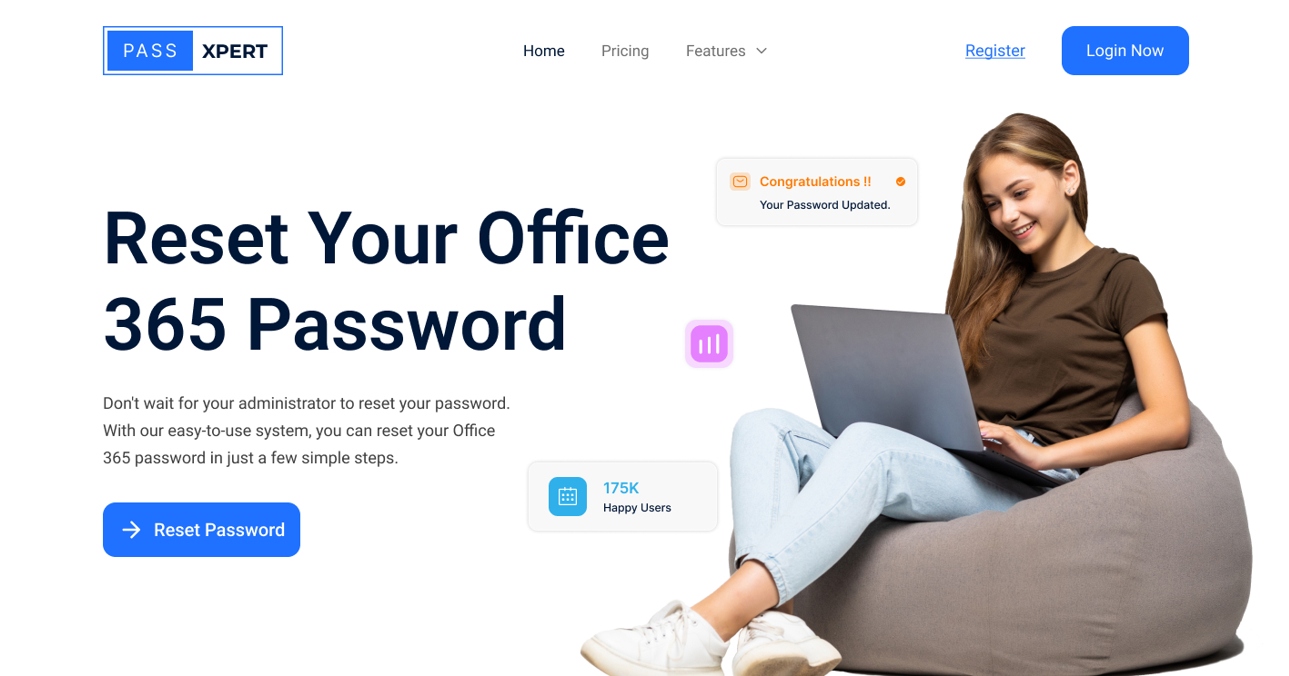 PASS XPERT
Home
Pricing
Features
Register
Login Now
Congratulations !!
Your Password Updated.
Reset Your Office
365 Password
Don't wait for your administrator to reset your password.
With our easy-to-use system, you can reset your Office
365 password in just a few simple steps.
175K
Happy Users
Reset Password